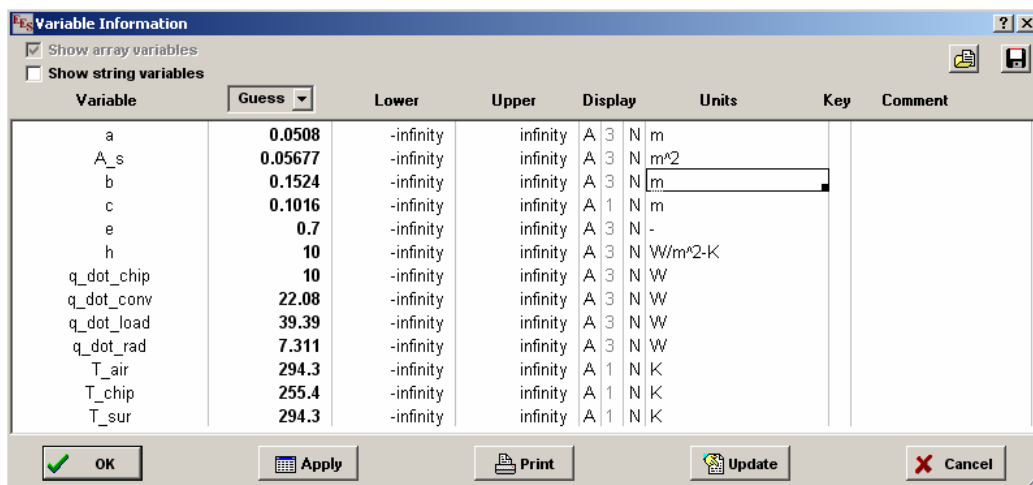 EES Variable Information
Show array variables
Show string variables
Variable Guess Lower Upper Display Units Key Comment
a 0.0508 -infinity infinity A 3 N m
A_s 0.05677 -infinity infinity A 3 N m^2
b 0.1524 -infinity infinity A 3 N m
c 0.1016 -infinity infinity A 1 N m
e 0.7 -infinity infinity A 3 N -
h 10 -infinity infinity A 3 N W/m^2-K
q_dot_chip 10 -infinity infinity A 3 N W
q_dot_conv 22.08 -infinity infinity A 3 N W
q_dot_load 39.39 -infinity infinity A 3 N W
q_dot_rad 7.311 -infinity infinity A 3 N W
T_air 294.3 -infinity infinity A 1 N K
T_chip 255.4 -infinity infinity A 1 N K
T_sur 294.3 -infinity infinity A 1 N K
OK Apply Print Update Cancel